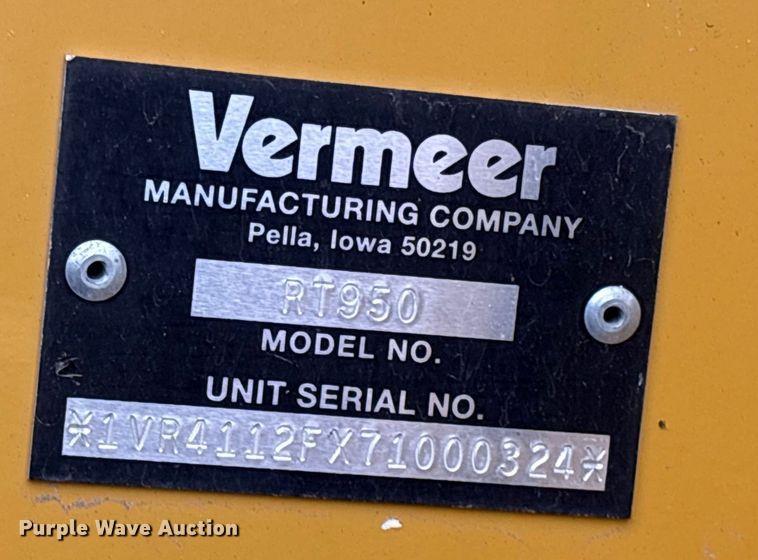 Vermeer
MANUFACTURING COMPANY
Pella, Iowa 50219
RT950
MODEL NO.
UNIT SERIAL NO.
*1VR4112FX71000324*
Purple Wave Auction